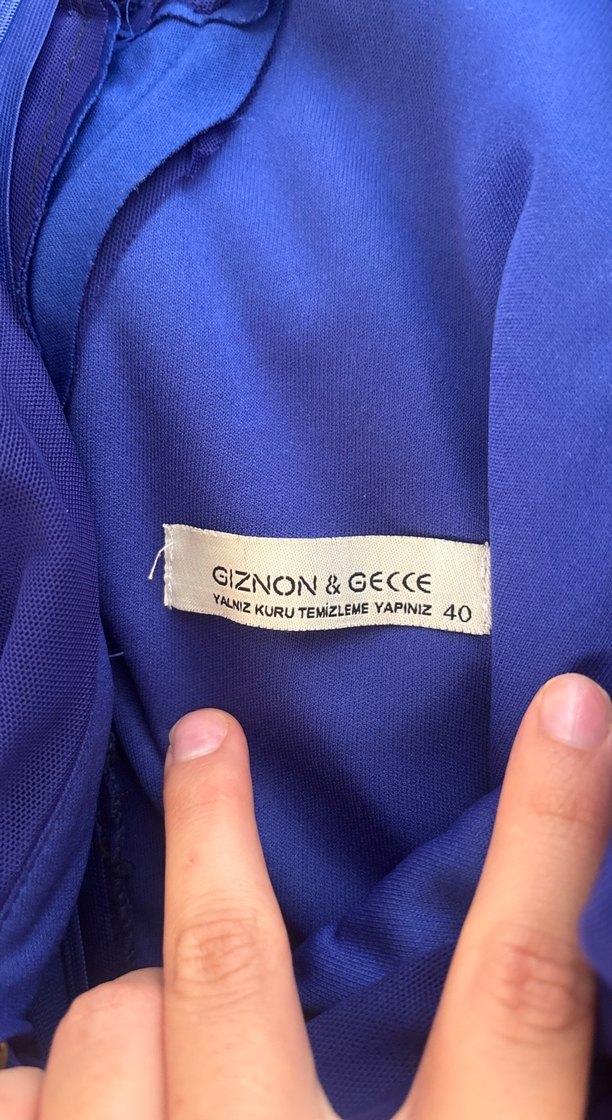 GIZNON & GECCE
YALNIZ KURU TEMİZLEME YAPINIZ 40